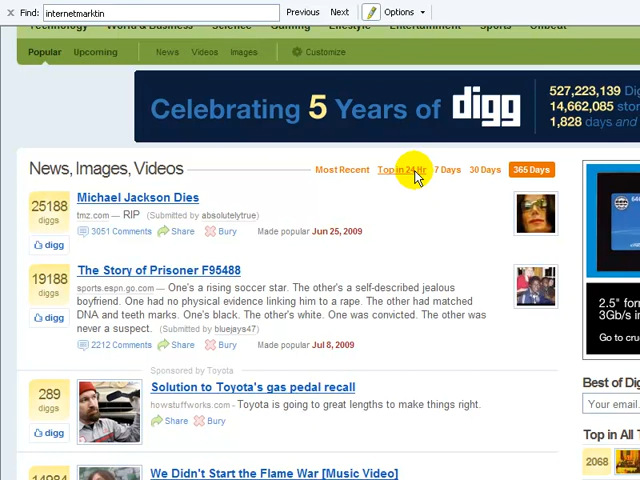 Find: internetmarktin Previous Next Options
Technology World & Business Science Gaming Lifestyle Entertainment Sports Offbeat
Popular Upcoming News Videos Images Customize
Celebrating 5 Years of digg
527,223,139 Di
14,662,085 stor
1,828 days and
News, Images, Videos
Most Recent Top in 24 Hr 7 Days 30 Days 365 Days
25188
diggs
digg
Michael Jackson Dies
tmz.com — RIP (Submitted by absolutelytrue)
3051 Comments Share Bury Made popular Jun 25, 2009
19188
diggs
digg
The Story of Prisoner F95488
sports.espn.go.com — One's a rising soccer star. The other's a self-described jealous
boyfriend. One had no physical evidence linking him to a rape. The other had matched
DNA and teeth marks. One's black. The other's white. One was convicted. The other was
never a suspect. (Submitted by bluejays47)
2212 Comments Share Bury Made popular Jul 8, 2009
Sponsored by Toyota
289
diggs
digg
Solution to Toyota's gas pedal recall
howstuffworks.com - Toyota is going to great lengths to make things right.
Share Bury
14984
We Didn't Start the Flame War [Music Video]
2.5" for
3Gb/s in
Go to cru
Best of Di
Your email.
Top in All T
2068